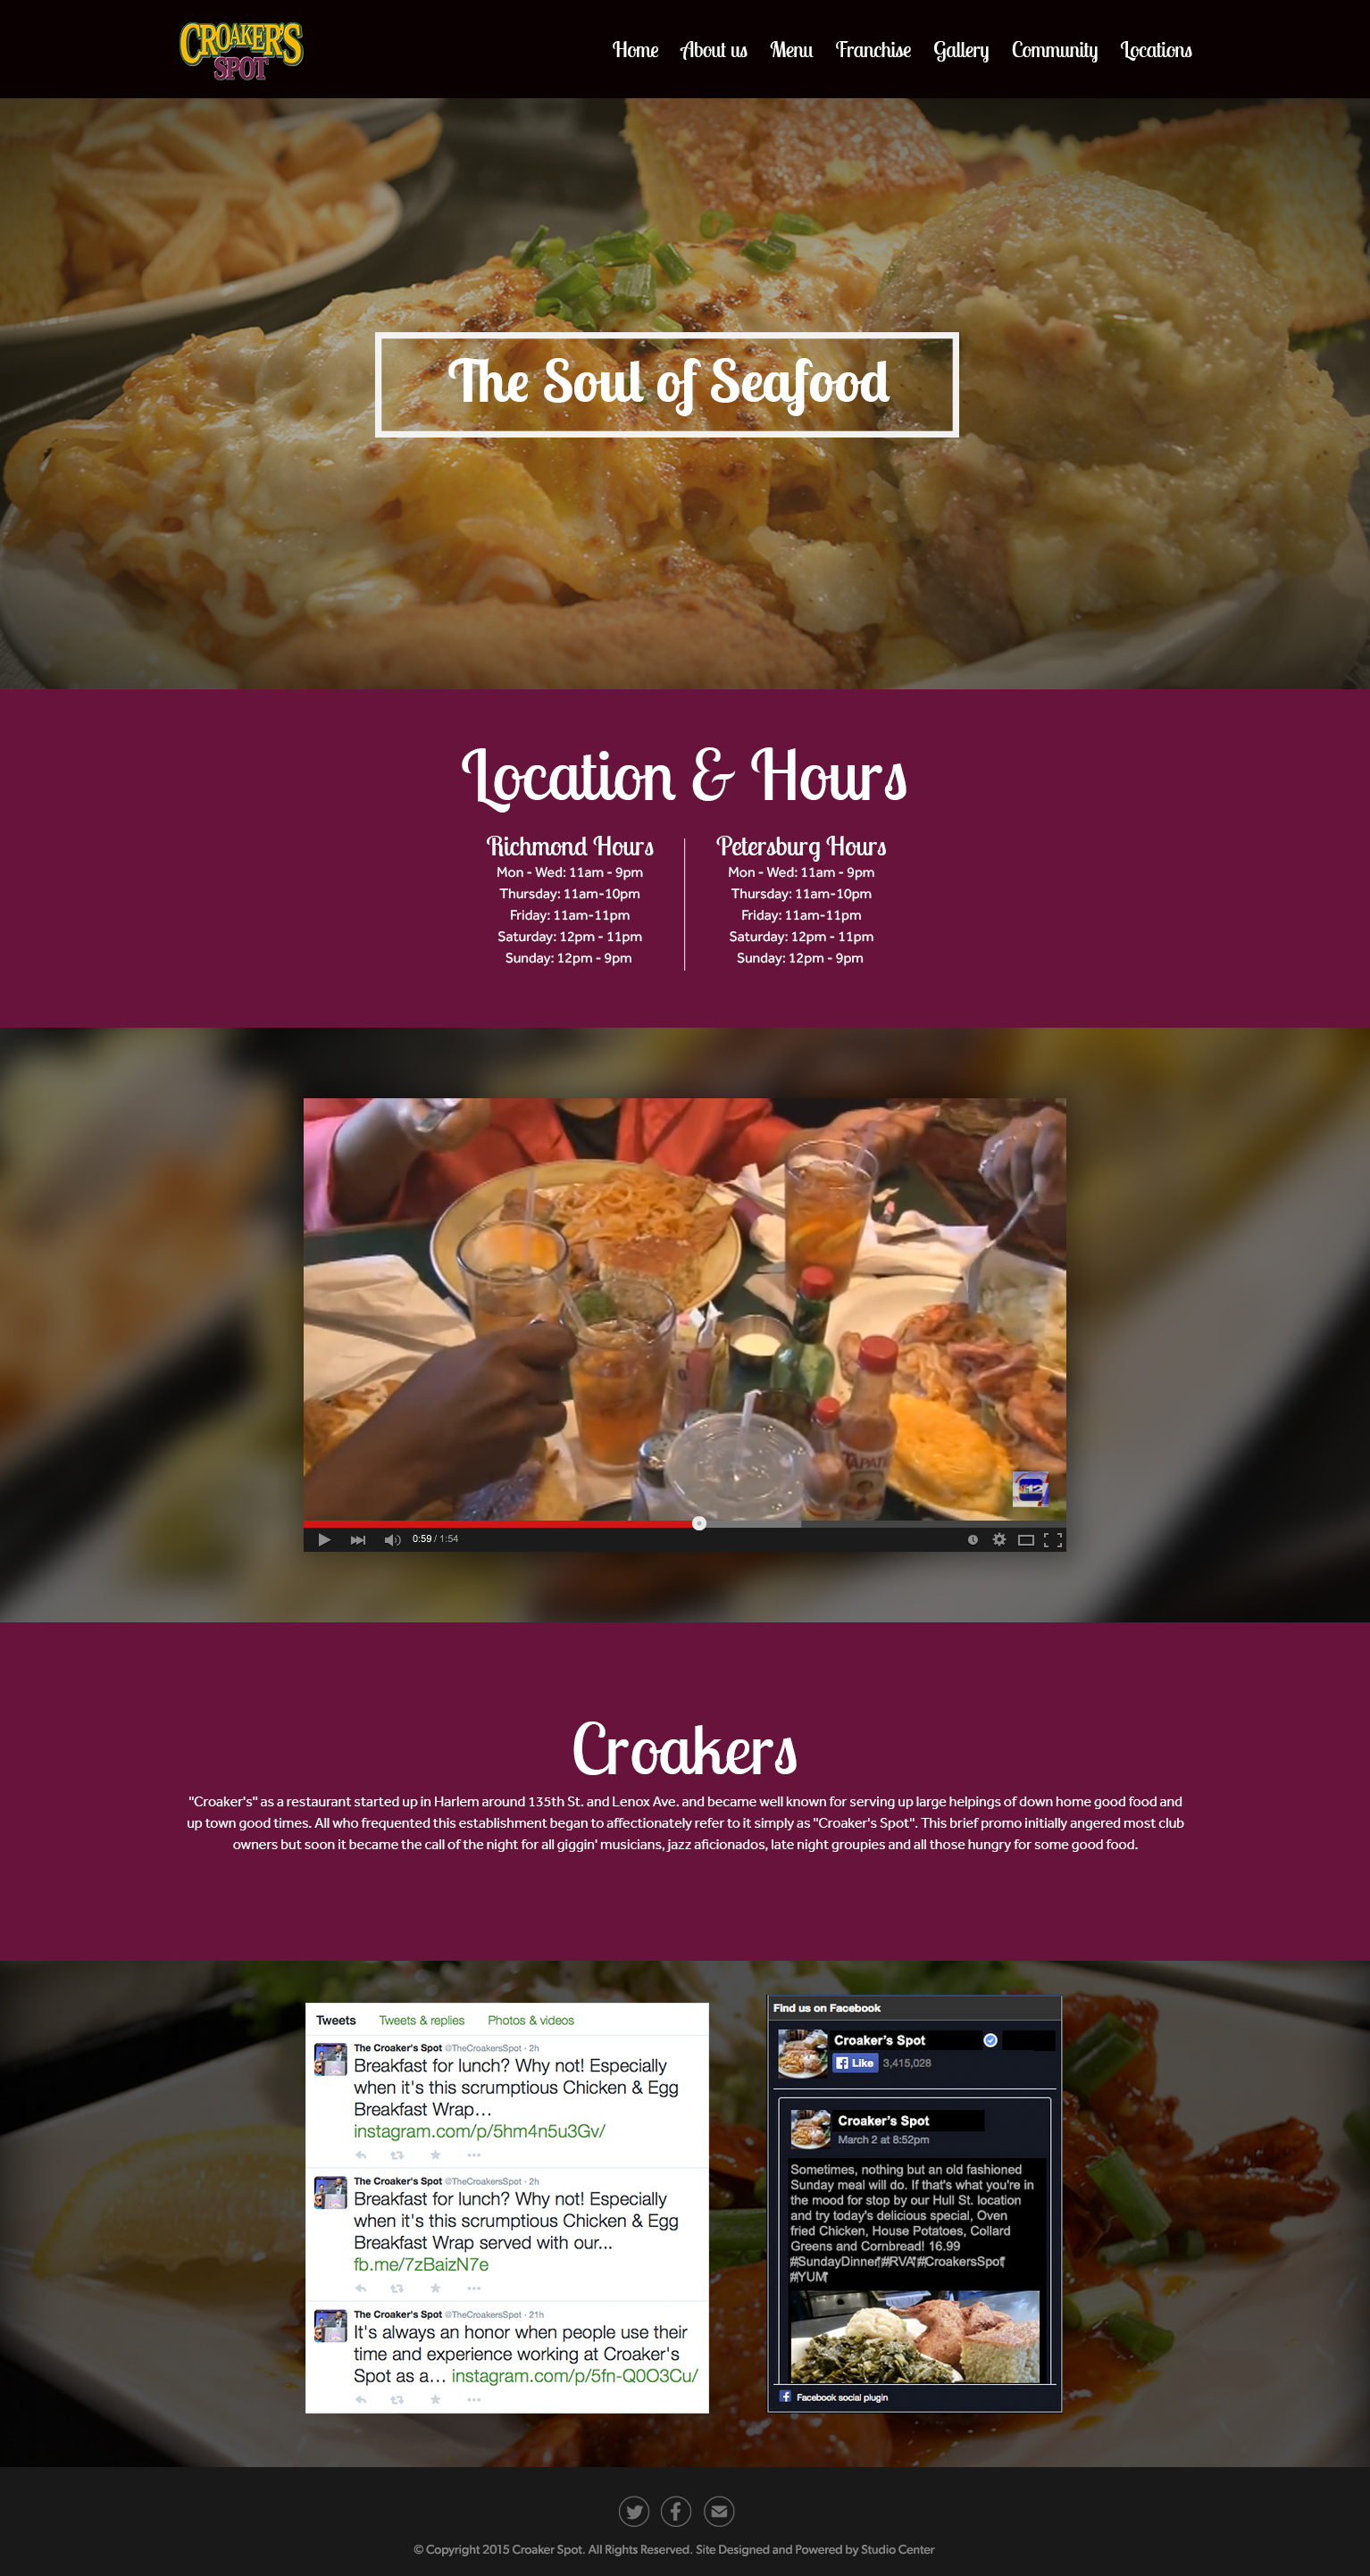 CROAKER'S
SPOT
Home About us Menu Franchise Gallery Community Locations
The Soul of Seafood
Location & Hours
Richmond Hours
Mon - Wed: 11am - 9pm
Thursday: 11am-10pm
Friday: 11am-11pm
Saturday: 12pm - 11pm
Sunday: 12pm - 9pm
Petersburg Hours
Mon - Wed: 11am - 9pm
Thursday: 11am-10pm
Friday: 11am-11pm
Saturday: 12pm - 11pm
Sunday: 12pm - 9pm
TAPATI
12
0:59 / 1:54
Croakers
"Croaker's" as a restaurant started up in Harlem around 135th St. and Lenox Ave. and became well known for serving up large helpings of down home good food and
up town good times. All who frequented this establishment began to affectionately refer to it simply as "Croaker's Spot". This brief promo initially angered most club
owners but soon it became the call of the night for all giggin' musicians, jazz aficionados, late night groupies and all those hungry for some good food.
Tweets Tweets & replies Photos & videos
The Croaker's Spot @TheCroakersSpot · 2h
Breakfast for lunch? Why not! Especially
when it's this scrumptious Chicken & Egg
Breakfast Wrap...
instagram.com/p/5hm4n5u3Gv/
The Croaker's Spot @TheCroakersSpot · 2h
Breakfast for lunch? Why not! Especially
when it's this scrumptious Chicken & Egg
Breakfast Wrap served with our...
fb.me/7zBaizN7e
The Croaker's Spot @TheCroakersSpot · 21h
It's always an honor when people use their
time and experience working at Croaker's
Spot as a... instagram.com/p/5fn-Q0O3Cu/
Find us on Facebook
Croaker's Spot
Like 3,415,028
Croaker's Spot
March 2 at 8:52pm
Sometimes, nothing but an old fashioned
Sunday meal will do. If that's what you're in
the mood for stop by our Hull St. location
and try today's delicious special, Oven
fried Chicken, House Potatoes, Collard
Greens and Cornbread! 16.99
#SundayDinner #RVA #CroakersSpot
#YUM
Facebook social plugin
© Copyright 2015 Croaker Spot. All Rights Reserved. Site Designed and Powered by Studio Center